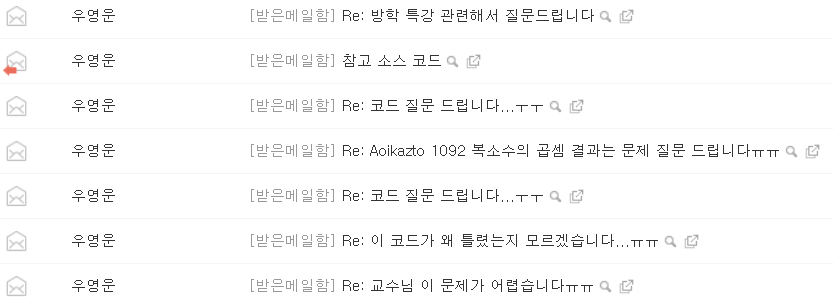 우영운 [받은메일함] Re: 방학 특강 관련해서 질문드립니다
우영운 [받은메일함] 참고 소스 코드
우영운 [받은메일함] Re: 코드 질문 드립니다...ㅜㅜ
우영운 [받은메일함] Re: Aoikazto 1092 복소수의 곱셈 결과는 문제 질문 드립니다ㅠㅠ
우영운 [받은메일함] Re: 코드 질문 드립니다...ㅜㅜ
우영운 [받은메일함] Re: 이 코드가 왜 틀렸는지 모르겠습니다...ㅠㅠ
우영운 [받은메일함] Re: 교수님 이 문제가 어렵습니다ㅠㅠ